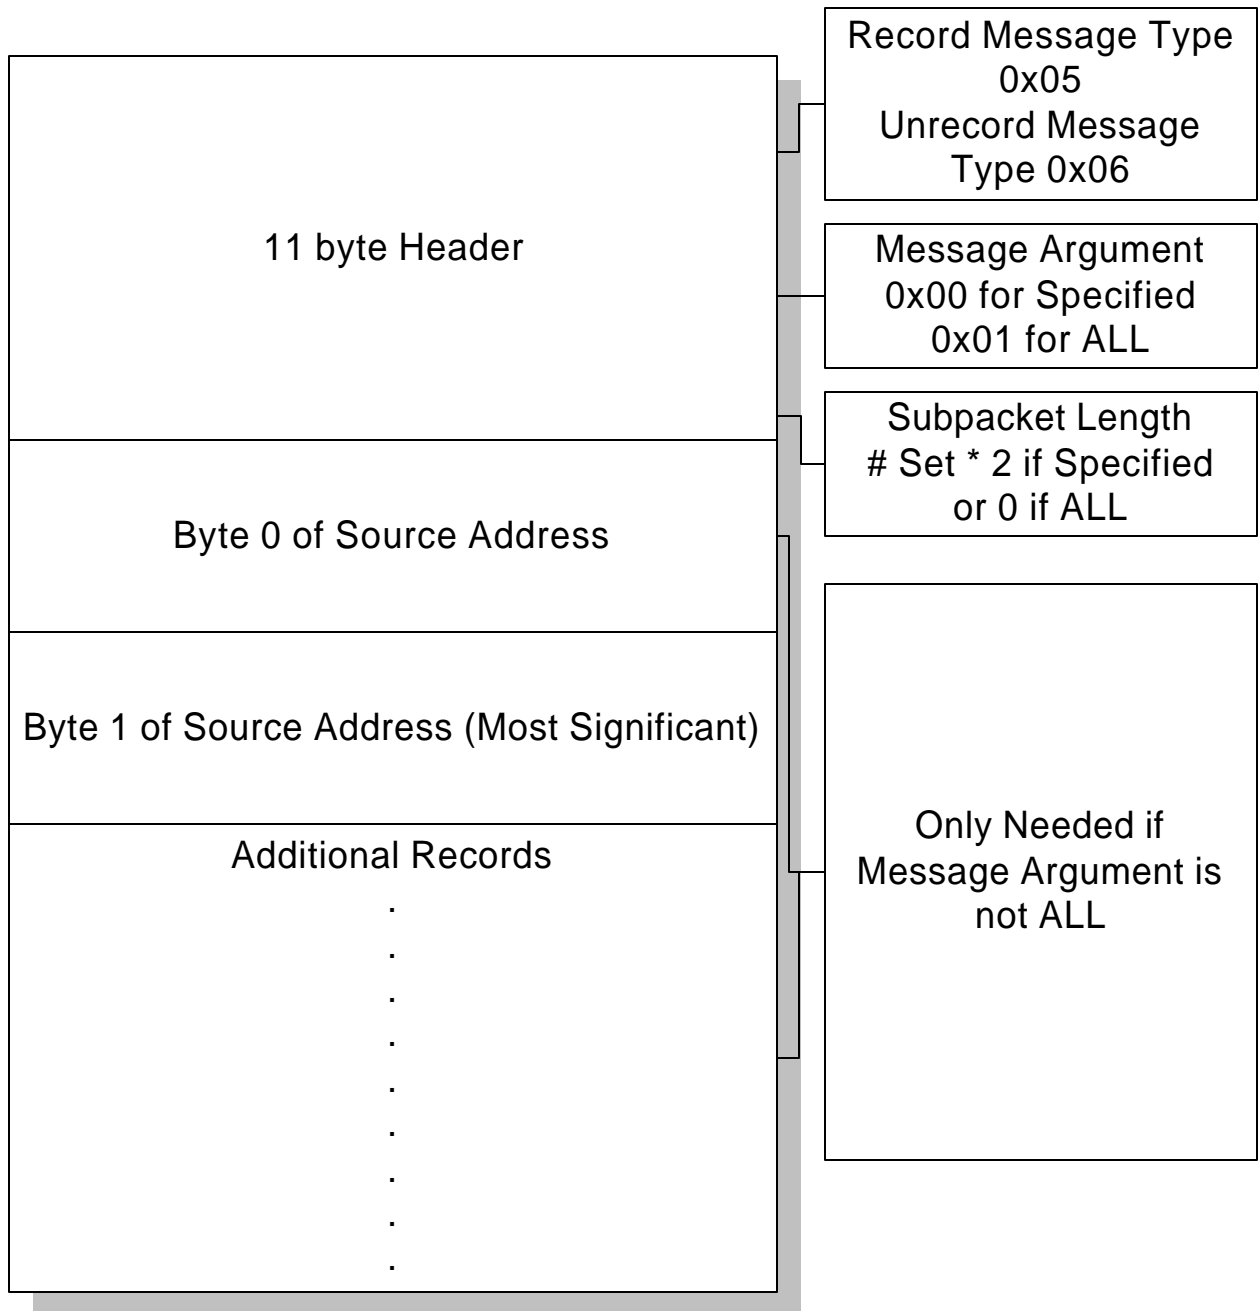 11 byte Header
Byte 0 of Source Address
Byte 1 of Source Address (Most Significant)
Additional Records
.
.
.
.
.
.
.
.
.
Record Message Type
0x05
Unrecord Message
Type 0x06
Message Argument
0x00 for Specified
0x01 for ALL
Subpacket Length
# Set * 2 if Specified
or 0 if ALL
Only Needed if
Message Argument is
not ALL